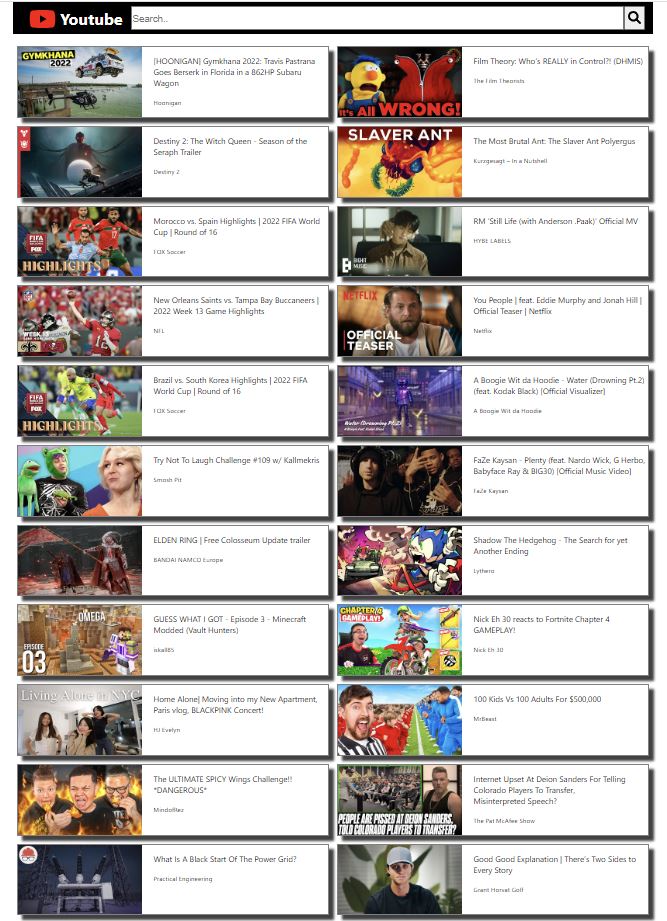 Youtube
Search..
GYMKHANA
2022
[HOONIGAN] Gymkhana 2022: Travis Pastrana
Goes Berserk in Florida in a 862HP Subaru
Wagon
Hoonigan
It's All WRONG!
Film Theory: Who's REALLY in Control?! (DHMIS)
The Film Theorists
Destiny 2: The Witch Queen - Season of the
Seraph Trailer
Destiny 2
SLAVER ANT
The Most Brutal Ant: The Slaver Ant Polyergus
Kurzgesagt – In a Nutshell
FIFA
FOX
HIGHLIGHTS
Morocco vs. Spain Highlights | 2022 FIFA World
Cup | Round of 16
FOX Soccer
BIGHIT
MUSIC
RM 'Still Life (with Anderson .Paak)' Official MV
HYBE LABELS
NFL
WEEK 13
New Orleans Saints vs. Tampa Bay Buccaneers |
2022 Week 13 Game Highlights
NFL
NETFLIX
OFFICIAL
TEASER
You People | feat. Eddie Murphy and Jonah Hill |
Official Teaser | Netflix
Netflix
FIFA
FOX
HIGHLIGHTS
Brazil vs. South Korea Highlights | 2022 FIFA
World Cup | Round of 16
FOX Soccer
Water (Drowning Pt.2)
A Boogie Wit da Hoodie - Water (Drowning Pt.2)
(feat. Kodak Black) [Official Visualizer]
A Boogie Wit da Hoodie
Try Not To Laugh Challenge #109 w/ Kallmekris
Smosh Pit
FaZe Kaysan - Plenty (feat. Nardo Wick, G Herbo,
Babyface Ray & BIG30) [Official Music Video]
FaZe Kaysan
ELDEN RING | Free Colosseum Update trailer
BANDAI NAMCO Europe
Shadow The Hedgehog - The Search for yet
Another Ending
Lythero
OMEGA
EPISODE
03
GUESS WHAT I GOT - Episode 3 - Minecraft
Modded (Vault Hunters)
iskall85
CHAPTER 4
GAMEPLAY!
Nick Eh 30 reacts to Fortnite Chapter 4
GAMEPLAY!
Nick Eh 30
Living Alone in NYC
Home Alone| Moving into my New Apartment,
Paris vlog, BLACKPINK Concert!
HJ Evelyn
100 Kids Vs 100 Adults For $500,000
MrBeast
The ULTIMATE SPICY Wings Challenge!!
*DANGEROUS*
MindofRez
PEOPLE ARE PISSED AT DEION SANDERS,
TOLD COLORADO PLAYERS TO TRANSFER?
Internet Upset At Deion Sanders For Telling
Colorado Players To Transfer,
Misinterpreted Speech?
The Pat McAfee Show
What Is A Black Start Of The Power Grid?
Practical Engineering
Good Good Explanation | There's Two Sides to
Every Story
Grant Horvat Golf